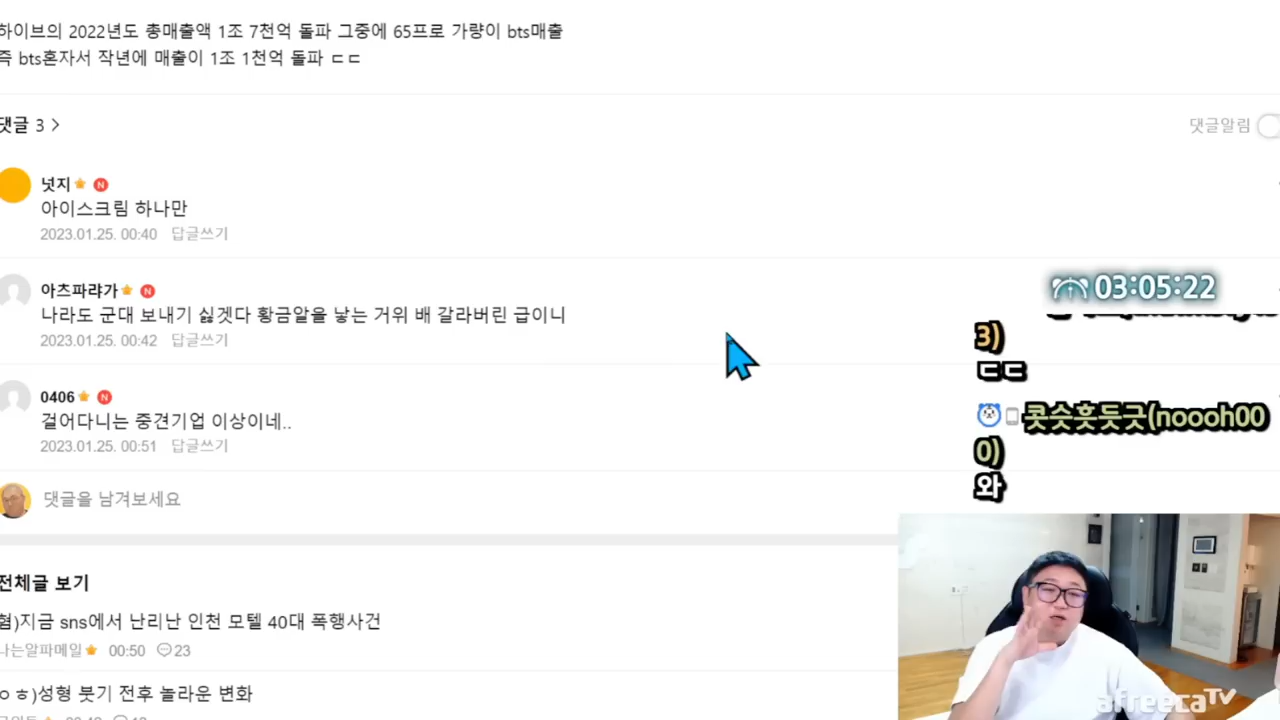 하이브의 2022년도 총매출액 1조 7천억 돌파 그중에 65프로 가량이 bts매출
즉 bts혼자서 작년에 매출이 1조 1천억 돌파 ㄷㄷ
댓글 3 >
댓글알림
넛지 N
아이스크림 하나만
2023.01.25. 00:40 답글쓰기
아츠파랴가 N
나라도 군대 보내기 싫겟다 황금알을 낳는 거위 배 갈라버린 급이니
2023.01.25. 00:42 답글쓰기
0406 N
걸어다니는 중견기업 이상이네..
2023.01.25. 00:51 답글쓰기
댓글을 남겨보세요
03:05:22
3)
ㄷㄷ
콧슷흣듯긋(noooh00
0)
와
전체글 보기
혐)지금 sns에서 난리난 인천 모텔 40대 폭행사건
나는알파메일 00:50 23
ㅇㅎ)성형 붓기 전후 놀라운 변화
afreecaTV